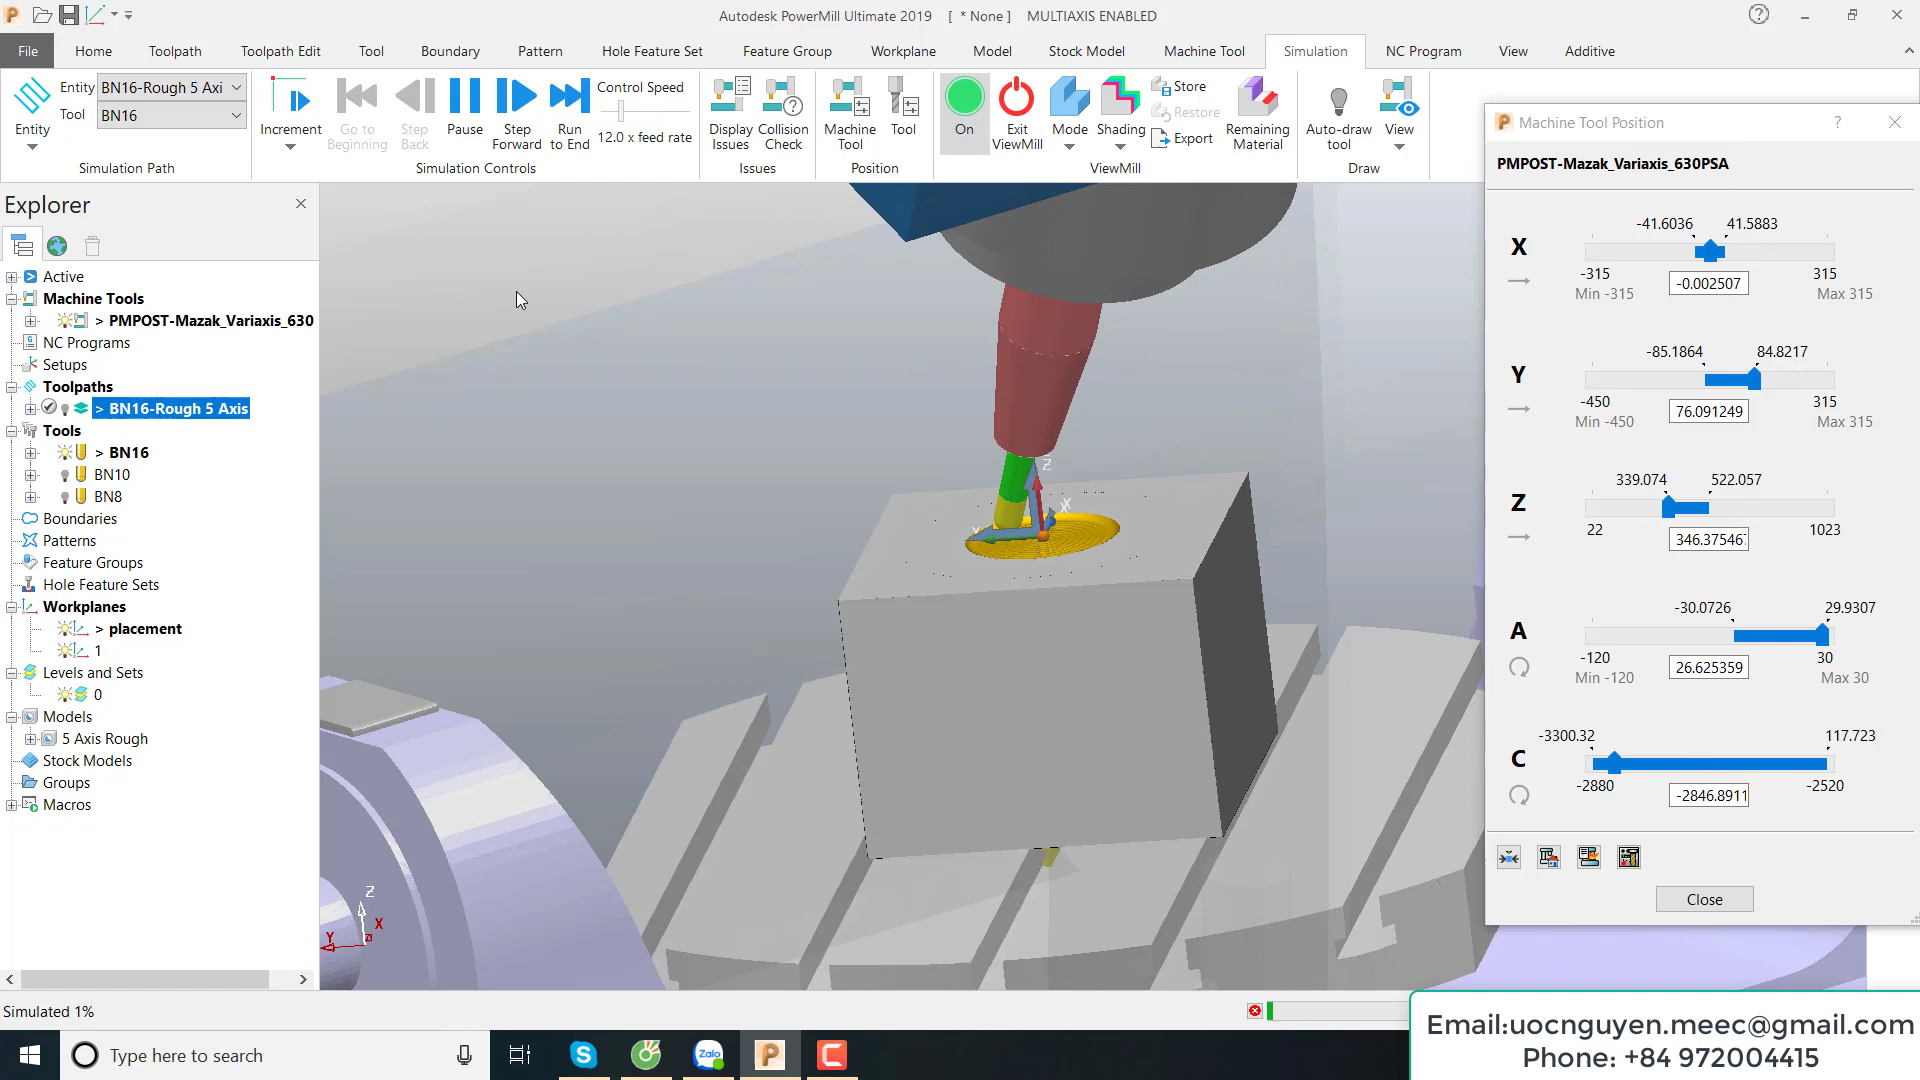 Autodesk PowerMill Ultimate 2019 [ * None ] MULTIAXIS ENABLED
File Home Toolpath Toolpath Edit Tool Boundary Pattern Hole Feature Set Feature Group Workplane Model Stock Model Machine Tool Simulation NC Program View Additive
Entity
Entity BN16-Rough 5 Axi
Tool BN16
Simulation Path
Increment
Go to Beginning
Step Back
Pause
Step Forward
Run to End
Control Speed
12.0 x feed rate
Simulation Controls
Display Issues
Collision Check
Issues
Machine Tool
Tool
Position
On
Exit ViewMill
Mode
Shading
Store
Restore
Export
Remaining Material
ViewMill
Auto-draw tool
View
Draw
Explorer
Active
Machine Tools
> PMPOST-Mazak_Variaxis_630
NC Programs
Setups
Toolpaths
> BN16-Rough 5 Axis
Tools
> BN16
BN10
BN8
Boundaries
Patterns
Feature Groups
Hole Feature Sets
Workplanes
> placement
1
Levels and Sets
0
Models
5 Axis Rough
Stock Models
Groups
Macros
Z
X
Z
X
Y
Machine Tool Position ?
PMPOST-Mazak_Variaxis_630PSA
-41.6036 41.5883
X
-315 -0.002507 315
Min -315 Max 315
-85.1864 84.8217
Y
-450 76.091249 315
Min -450 Max 315
339.074 522.057
Z
22 346.37546 1023
-30.0726 29.9307
A
-120 26.625359 30
Min -120 Max 30
-3300.32 117.723
C
-2880 -2846.8911 -2520
Close
Simulated 1%
Type here to search
Zalo
Email:uocnguyen.meec@gmail.com
Phone: +84 972004415